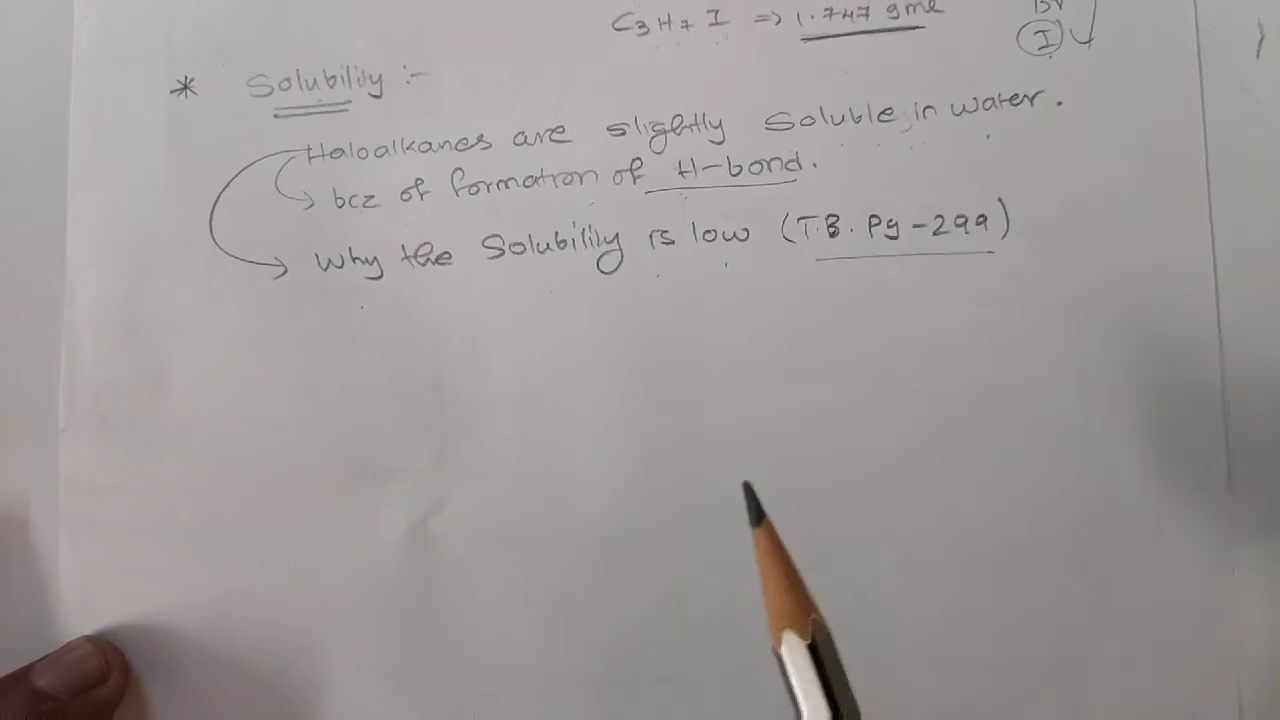 C3H7 I => 1.747 gme
I
* Solubility :-
Haloalkanes are slightly soluble in water.
bcz of formation of H-bond.
Why the Solubility is low (T.B. Pg-299)